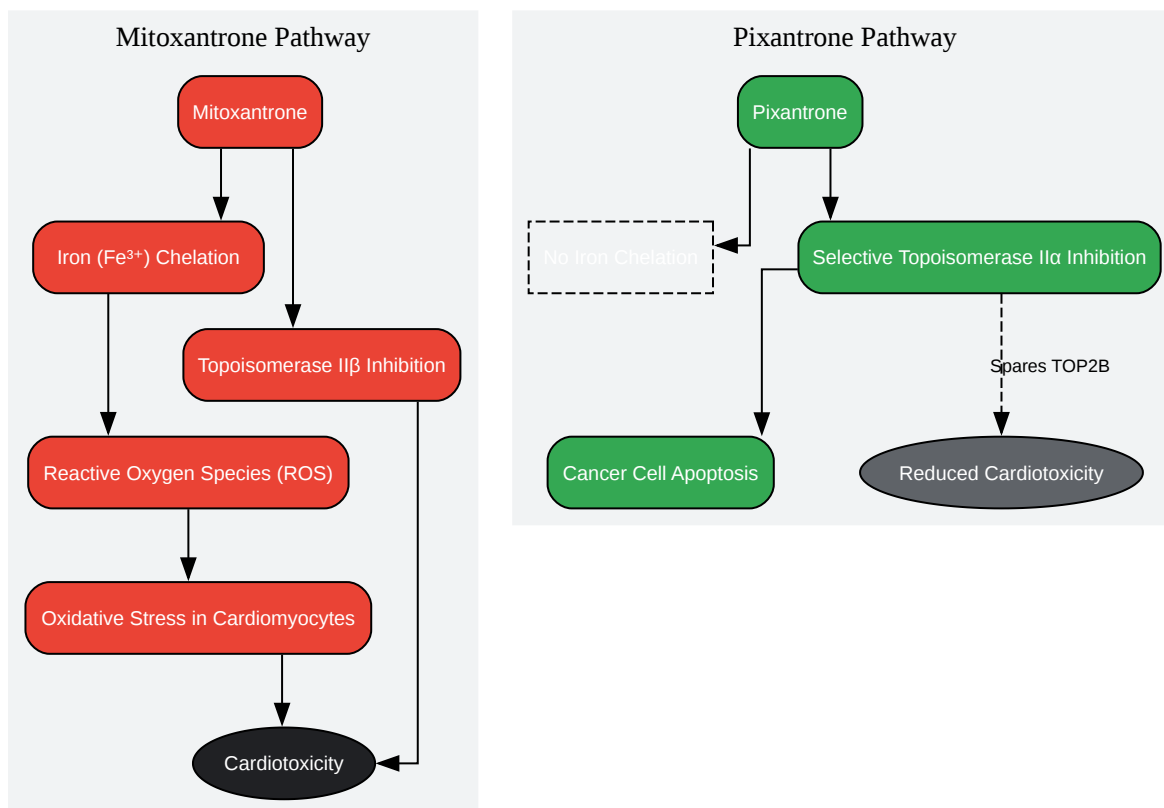 Mitoxantrone Pathway
Mitoxantrone
Iron (Fe³⁺) Chelation
Topoisomerase IIβ Inhibition
Reactive Oxygen Species (ROS)
Oxidative Stress in Cardiomyocytes
Cardiotoxicity
Pixantrone Pathway
Pixantrone
No Iron Chelation
Selective Topoisomerase IIα Inhibition
Spares TOP2B
Cancer Cell Apoptosis
Reduced Cardiotoxicity